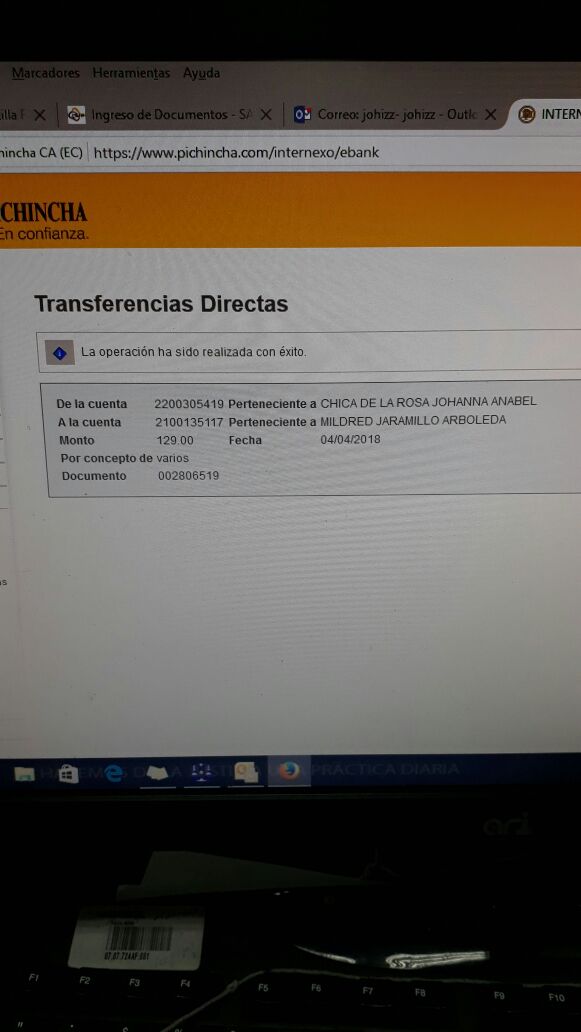 Marcadores Herramientas Ayuda
Ingreso de Documentos - SA
Correo: johizz- johizz - Outlo
INTERN
hincha CA (EC) https://www.pichincha.com/internexo/ebank
CHINCHA
En confianza.
Transferencias Directas
La operación ha sido realizada con éxito.
De la cuenta 2200305419 Perteneciente a CHICA DE LA ROSA JOHANNA ANABEL
A la cuenta 2100135117 Perteneciente a MILDRED JARAMILLO ARBOLEDA
Monto 129.00 Fecha 04/04/2018
Por concepto de varios
Documento 002806519
PRÁCTICA DIARIA
F1 F2 F3 F4 F5 F6 F7 F8 F9 F10